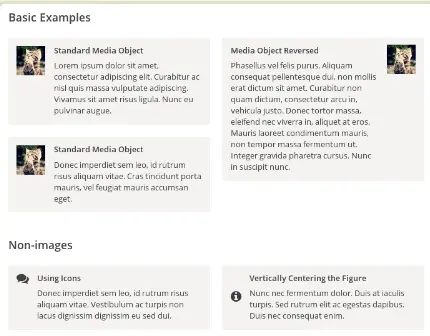 Basic Examples
Standard Media Object
Lorem ipsum dolor sit amet,
consectetur adipiscing elit. Curabitur ac
nisl quis massa vulputate adipiscing.
Vivamus sit amet risus ligula. Nunc eu
pulvinar augue.
Standard Media Object
Donec imperdiet sem leo, id rutrum
risus aliquam vitae. Cras tincidunt porta
mauris, vel feugiat mauris accumsan
eget.
Media Object Reversed
Phasellus vel felis purus. Aliquam
consequat pellentesque dui, non mollis
erat dictum sit amet. Curabitur non
quam dictum, consectetur arcu in,
vehicula justo. Donec tortor massa,
eleifend nec viverra in, aliquet at eros.
Mauris laoreet condimentum mauris,
non tempor massa fermentum ut.
Integer gravida pharetra cursus. Nunc
in suscipit nunc.
Non-images
Using Icons
Donec imperdiet sem leo, id rutrum risus
aliquam vitae. Vestibulum ac turpis non
lacus dignissim dignissim eu sed dui.
Vertically Centering the Figure
Nunc nec fermentum dolor. Duis at iaculis
turpis. Sed rutrum elit ac egestas dapibus.
Duis nec consequat enim.